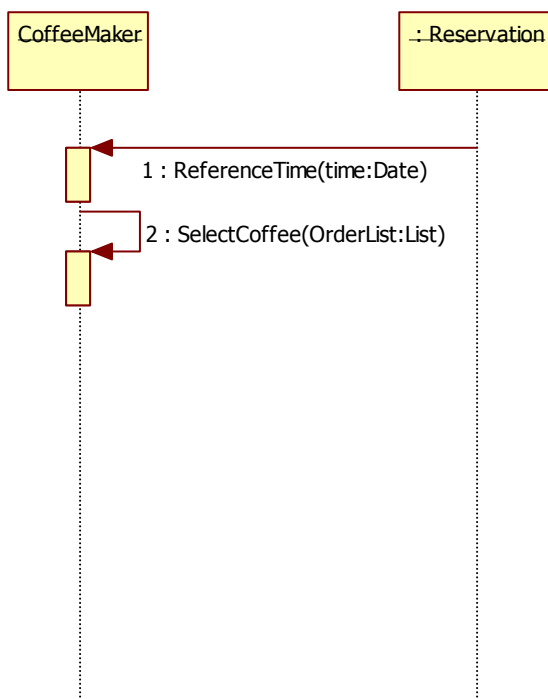 CoffeeMaker
: Reservation
1 : ReferenceTime(time:Date)
2 : SelectCoffee(OrderList:List)